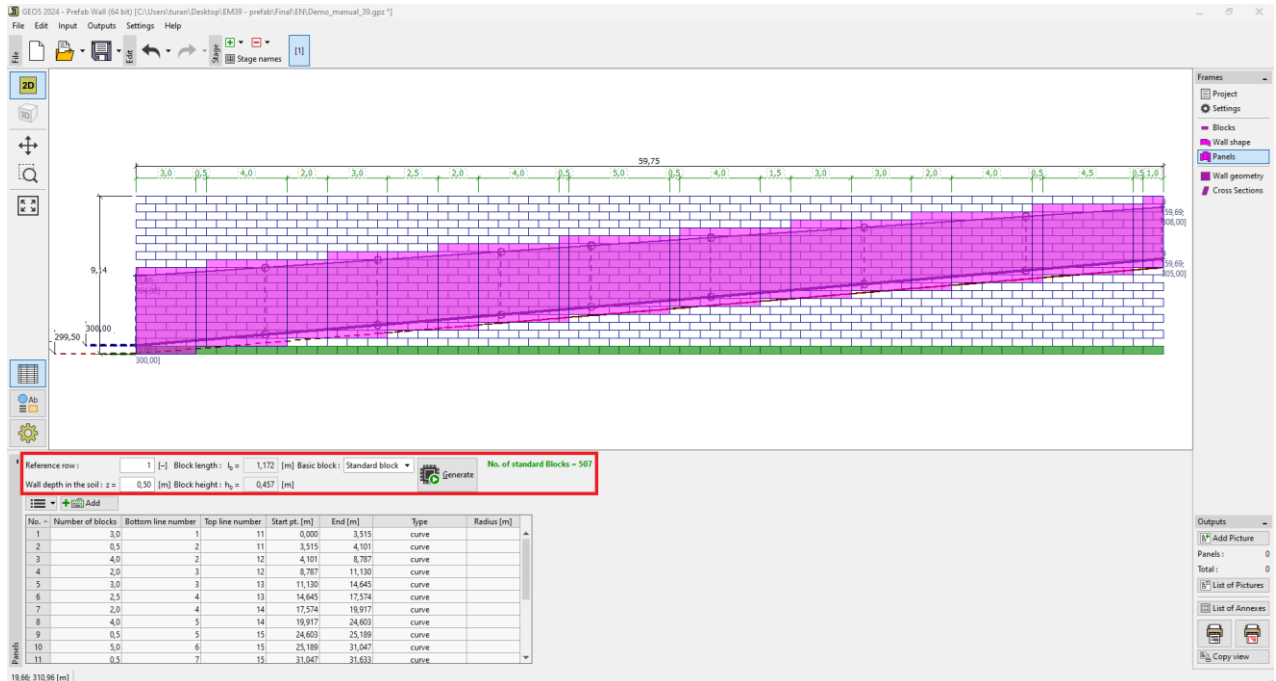 GEO5 2024 - Prefab Wall (64 bit) [C:\Users\turan\Desktop\EM39 - prefab\Final\EN\Demo_manual_39.gpz *]
File Edit Input Outputs Settings Help
File
Edit
Stage
Stage names
[1]
2D
3D
Ab
59,75
3,0 0,5 4,0 2,0 3,0 2,5 2,0 4,0 0,5 5,0 0,5 4,0 1,5 3,0 3,0 2,0 4,0 0,5 4,5 0,5 1,0
59,69;
308,00]
9,14
59,69;
305,00]
300,00
299,50
300,00]
Frames
Project
Settings
Blocks
Wall shape
Panels
Wall geometry
Cross Sections
Reference row : 1 [-] Block length : lb = 1,172 [m] Basic block : Standard block
Generate
No. of standard Blocks = 507
Wall depth in the soil : z = 0,50 [m] Block height : hb = 0,457 [m]
Add
No. Number of blocks Bottom line number Top line number Start pt. [m] End [m] Type Radius [m]
1 3,0 1 11 0,000 3,515 curve
2 0,5 2 11 3,515 4,101 curve
3 4,0 2 12 4,101 8,787 curve
4 2,0 3 12 8,787 11,130 curve
5 3,0 3 13 11,130 14,645 curve
6 2,5 4 13 14,645 17,574 curve
7 2,0 4 14 17,574 19,917 curve
8 4,0 5 14 19,917 24,603 curve
9 0,5 5 15 24,603 25,189 curve
10 5,0 6 15 25,189 31,047 curve
11 0,5 7 15 31,047 31,633 curve
Panels
Outputs
Add Picture
Panels : 0
Total : 0
List of Pictures
List of Annexes
Copy view
19,66; 310,96 [m]